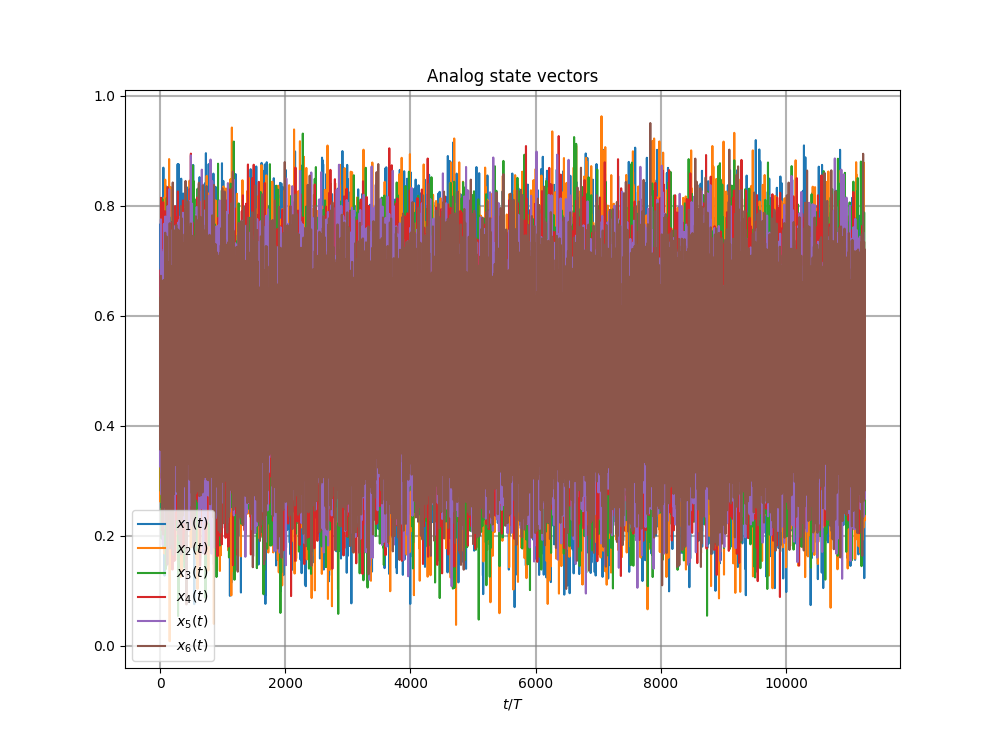 Analog state vectors
1.0
0.8
0.6
0.4
0.2
0.0
x₁(t)
x₂(t)
x₃(t)
x₄(t)
x₅(t)
x₆(t)
0 2000 4000 6000 8000 10000
t/T